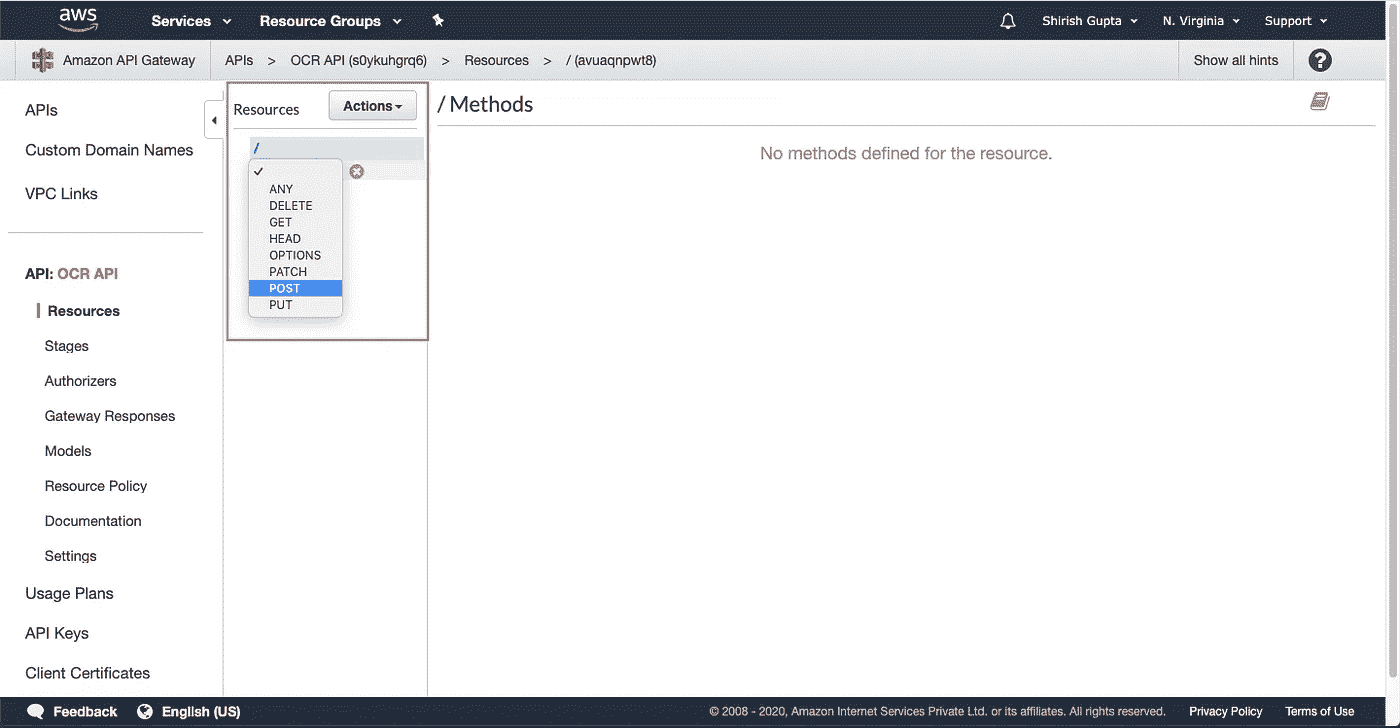 aws Services Resource Groups Shirish Gupta N. Virginia Support
Amazon API Gateway APIs > OCR API (s0ykuhgrq6) > Resources > / (avuaqnpwt8) Show all hints ?
APIs
Custom Domain Names
VPC Links
API: OCR API
Resources
Stages
Authorizers
Gateway Responses
Models
Resource Policy
Documentation
Settings
Usage Plans
API Keys
Client Certificates
Resources Actions
/
ANY
DELETE
GET
HEAD
OPTIONS
PATCH
POST
PUT
/ Methods
No methods defined for the resource.
Feedback English (US) © 2008 - 2020, Amazon Internet Services Private Ltd. or its affiliates. All rights reserved. Privacy Policy Terms of Use